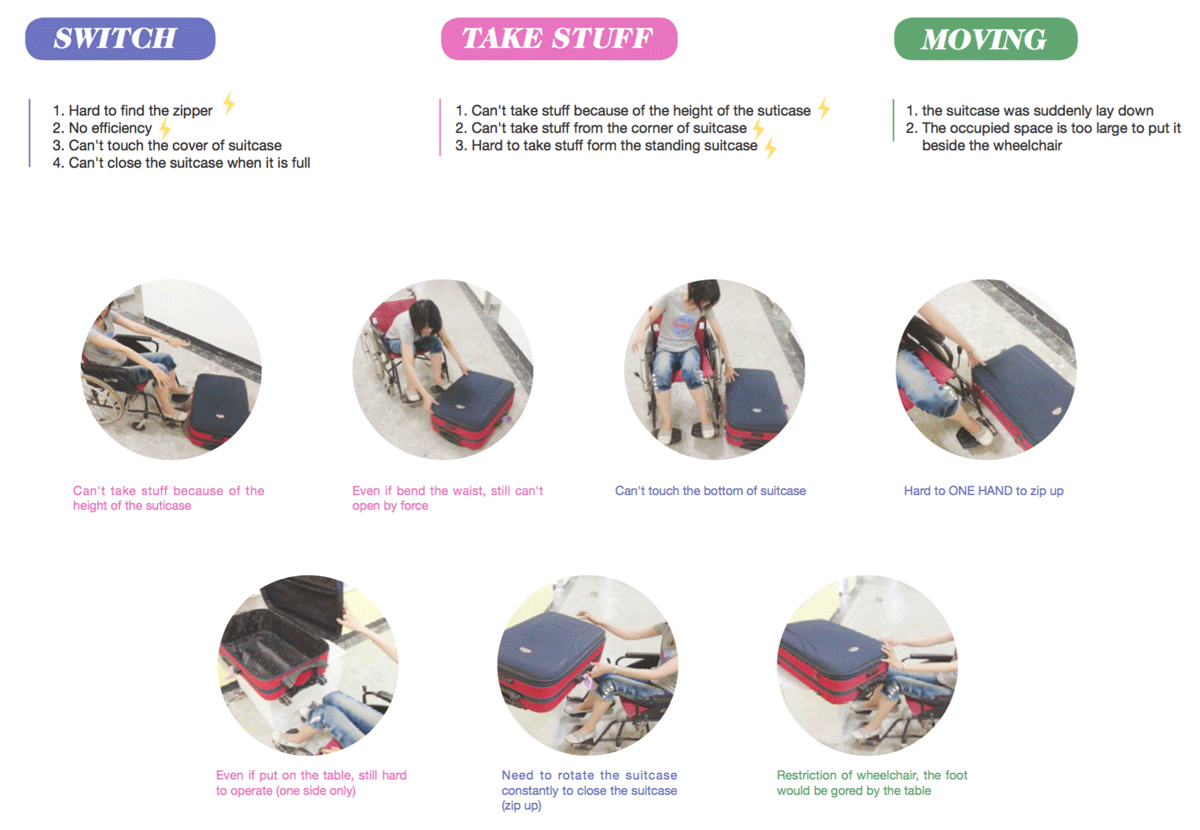 SWITCH
TAKE STUFF
MOVING
1. Hard to find the zipper
2. No efficiency
3. Can't touch the cover of suitcase
4. Can't close the suitcase when it is full
1. Can't take stuff because of the height of the suticase
2. Can't take stuff from the corner of suitcase
3. Hard to take stuff form the standing suitcase
1. the suitcase was suddenly lay down
2. The occupied space is too large to put it
beside the wheelchair
Can't take stuff because of the
height of the suticase
Even if bend the waist, still can't
open by force
Can't touch the bottom of suitcase
Hard to ONE HAND to zip up
Even if put on the table, still hard
to operate (one side only)
Need to rotate the suitcase
constantly to close the suitcase
(zip up)
Restriction of wheelchair, the foot
would be gored by the table